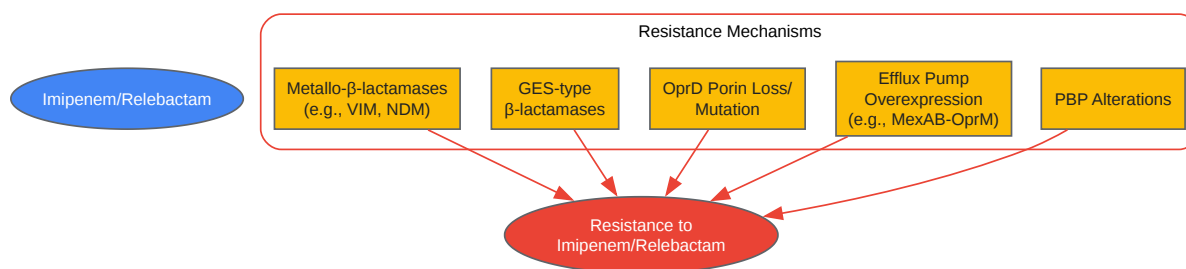 Resistance Mechanisms
Imipenem/Relebactam
Metallo-β-lactamases
(e.g., VIM, NDM)
GES-type
β-lactamases
OprD Porin Loss/
Mutation
Efflux Pump
Overexpression
(e.g., MexAB-OprM)
PBP Alterations
Resistance to
Imipenem/Relebactam